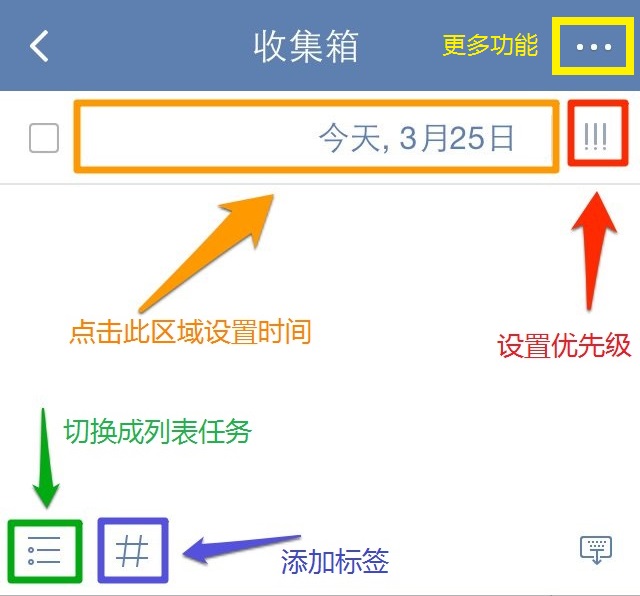 收集箱 更多功能
今天, 3月25日
!!!
点击此区域设置时间
设置优先级
切换成列表任务
#
添加标签